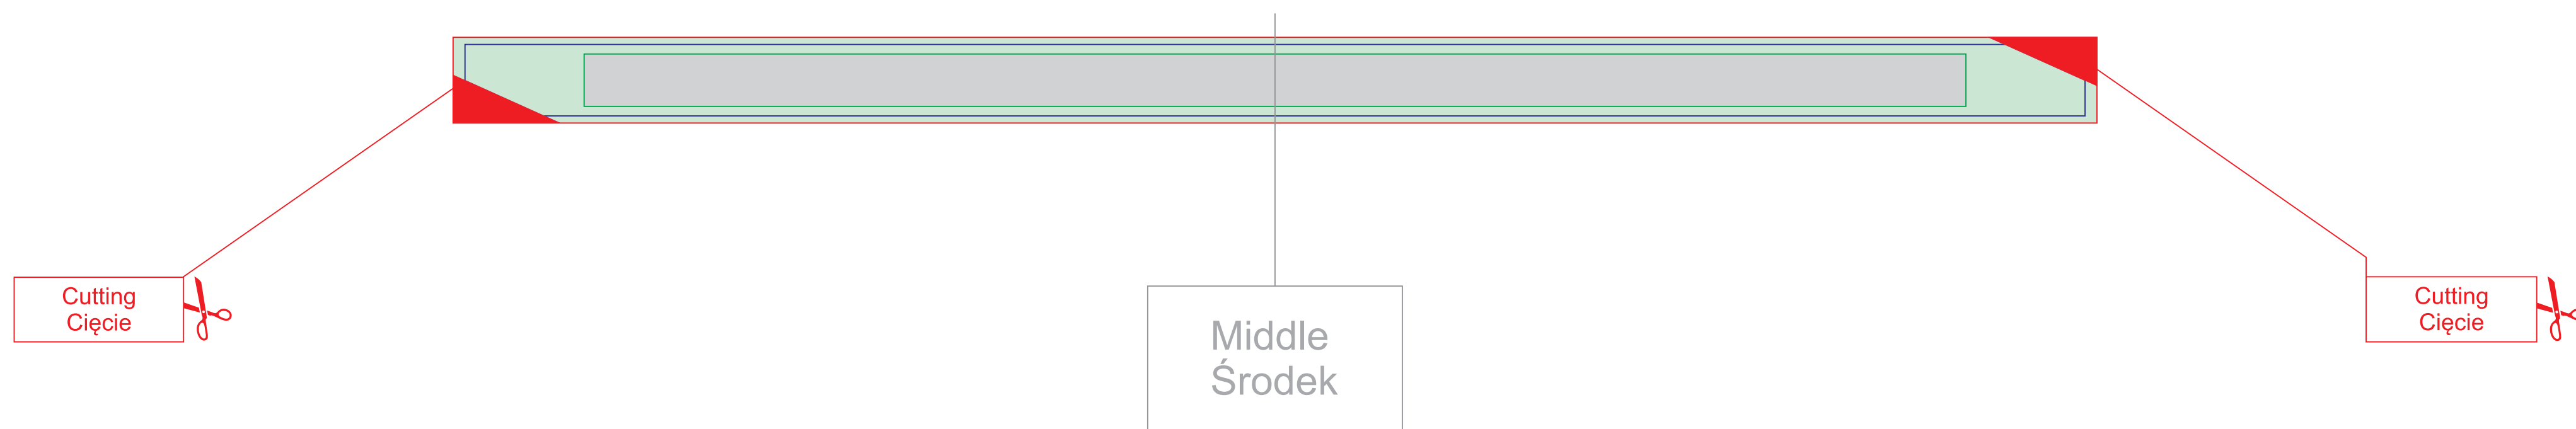 Cutting
Cięcie
Middle
Środek
Cutting
Cięcie